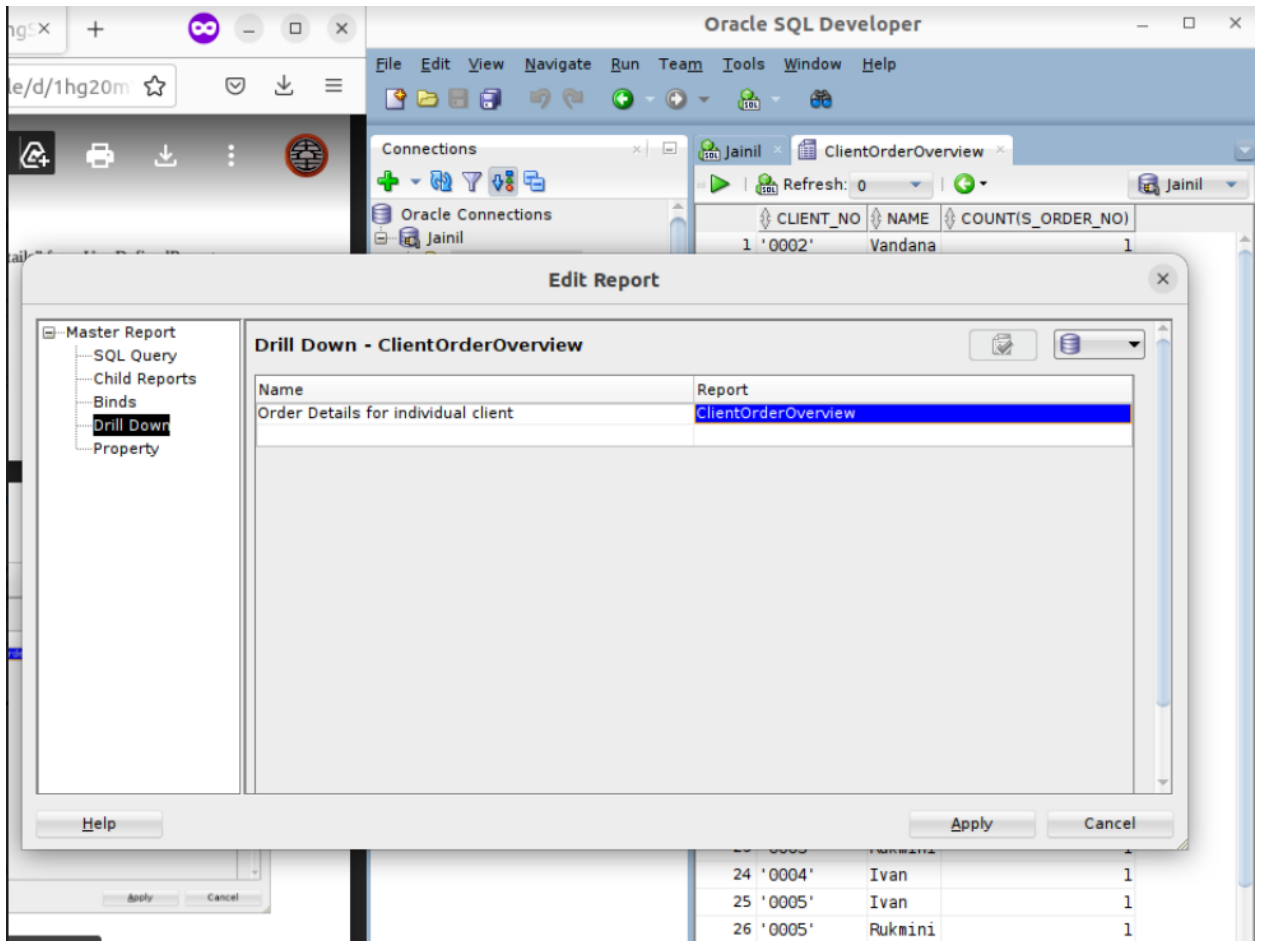 Oracle SQL Developer
File Edit View Navigate Run Team Tools Window Help
le/d/1hg20m
Connections
Oracle Connections
Jainil
Jainil
ClientOrderOverview
Refresh: 0
Jainil
CLIENT_NO NAME COUNT(S_ORDER_NO)
1 '0002' Vandana 1
Edit Report
Master Report
SQL Query
Child Reports
Binds
Drill Down
Property
Drill Down - ClientOrderOverview
Name Report
Order Details for individual client ClientOrderOverview
Help
Apply Cancel
24 '0004' Ivan 1
25 '0005' Ivan 1
26 '0005' Rukmini 1
Apply Cancel